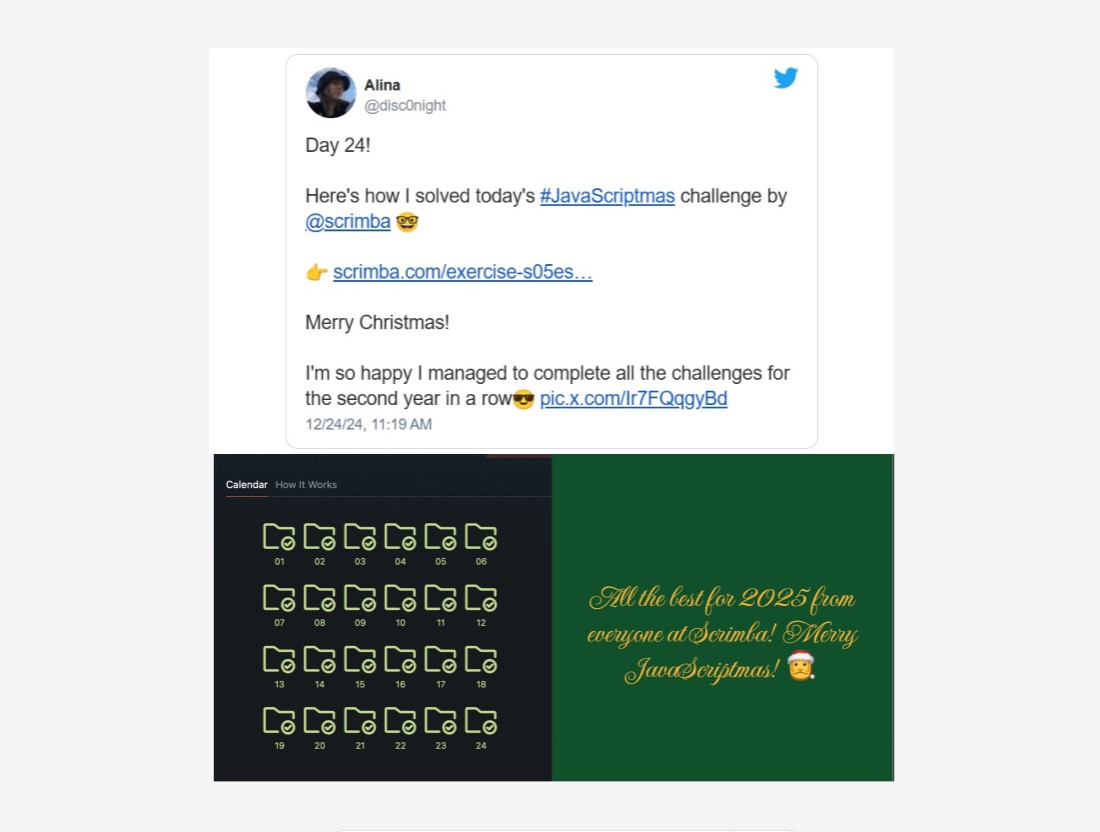 Alina
@disc0night
Day 24!
Here's how I solved today's #JavaScriptmas challenge by
@scrimba 🤓
👉 scrimba.com/exercise-s05es…
Merry Christmas!
I'm so happy I managed to complete all the challenges for
the second year in a row😎 pic.x.com/Ir7FQqgyBd
12/24/24, 11:19 AM
Calendar How It Works
01 02 03 04 05 06
07 08 09 10 11 12
13 14 15 16 17 18
19 20 21 22 23 24
All the best for 2025 from
everyone at Scrimba! Merry
JavaScriptmas! 🎅